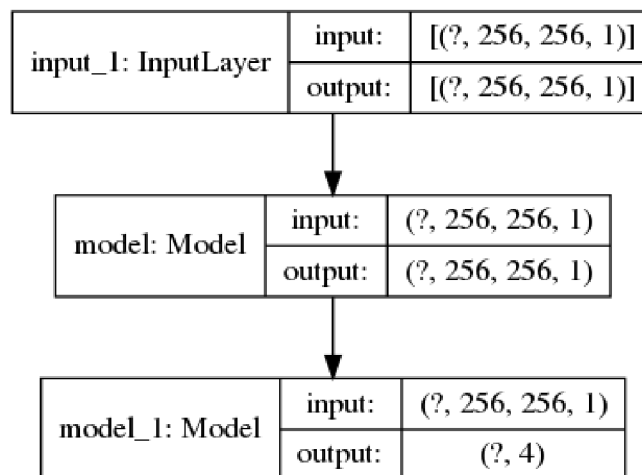 input_1: InputLayer
input: [(?, 256, 256, 1)]
output: [(?, 256, 256, 1)]
model: Model
input: (?, 256, 256, 1)
output: (?, 256, 256, 1)
model_1: Model
input: (?, 256, 256, 1)
output: (?, 4)